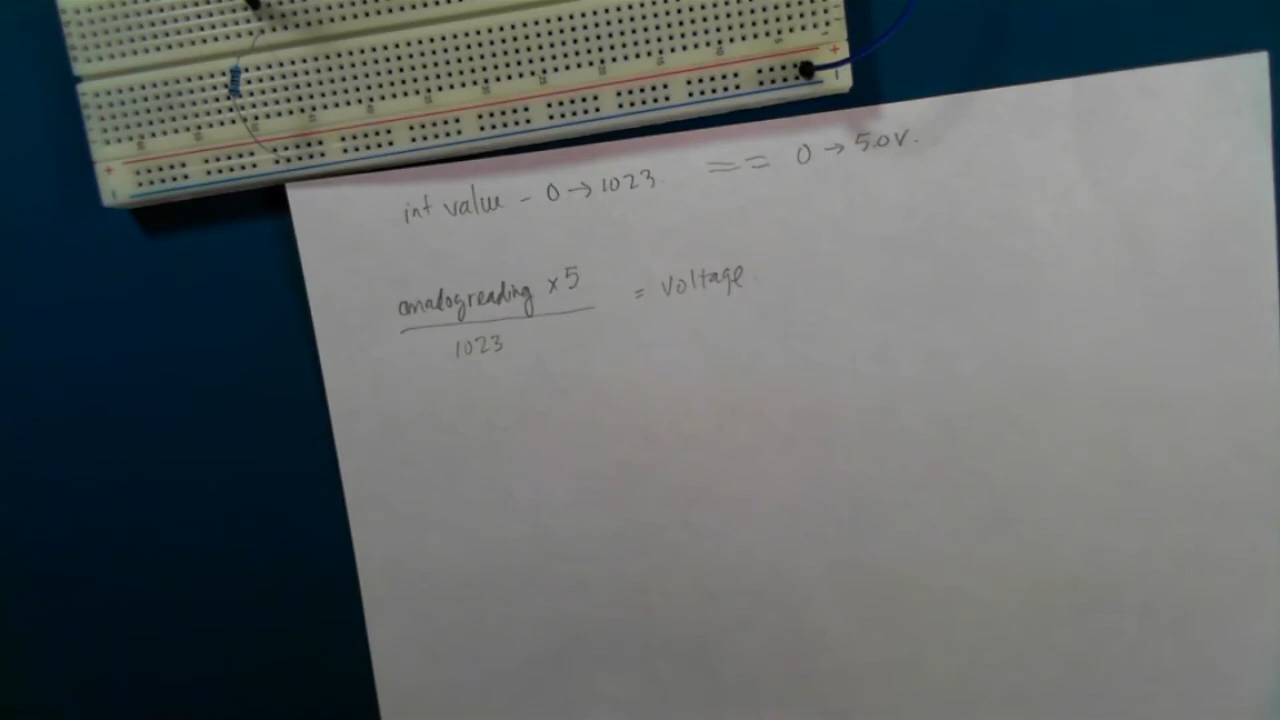 int value - 0 → 1023. == 0 → 5.0V.
analogreading x 5 = voltage.
1023